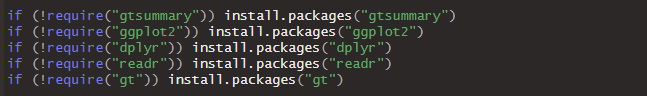 if (!require("gtsummary")) install.packages("gtsummary")
if (!require("ggplot2")) install.packages("ggplot2")
if (!require("dplyr")) install.packages("dplyr")
if (!require("readr")) install.packages("readr")
if (!require("gt")) install.packages("gt")